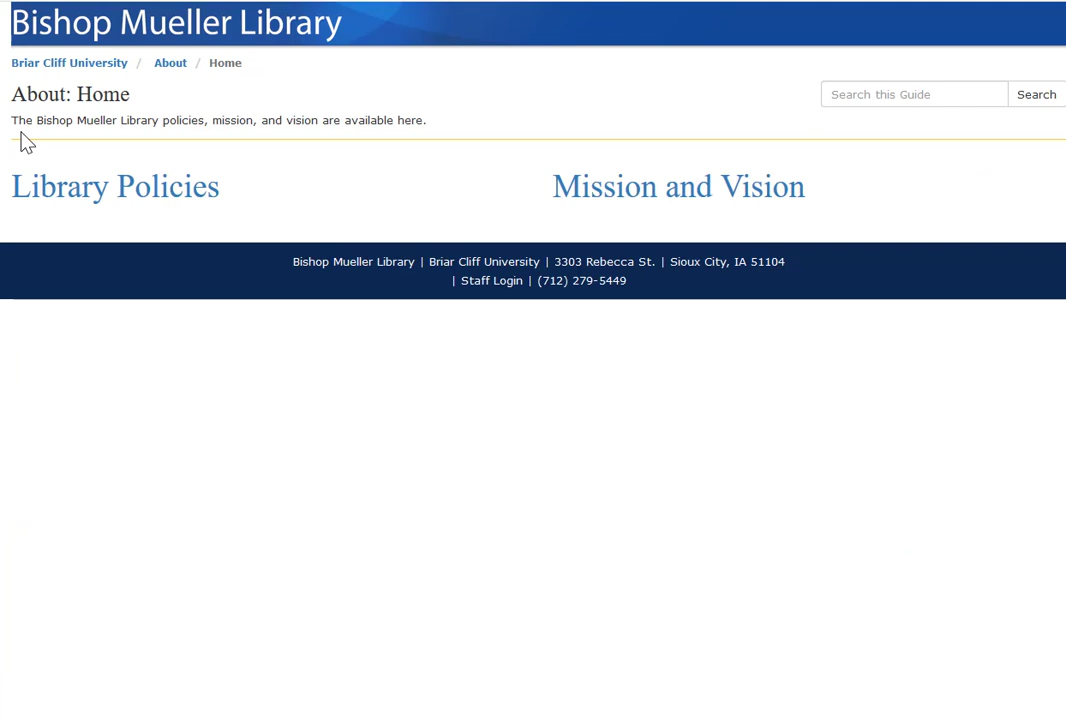 Bishop Mueller Library
Briar Cliff University / About / Home
About: Home
Search this Guide Search
The Bishop Mueller Library policies, mission, and vision are available here.
Library Policies Mission and Vision
Bishop Mueller Library | Briar Cliff University | 3303 Rebecca St. | Sioux City, IA 51104
| Staff Login | (712) 279-5449